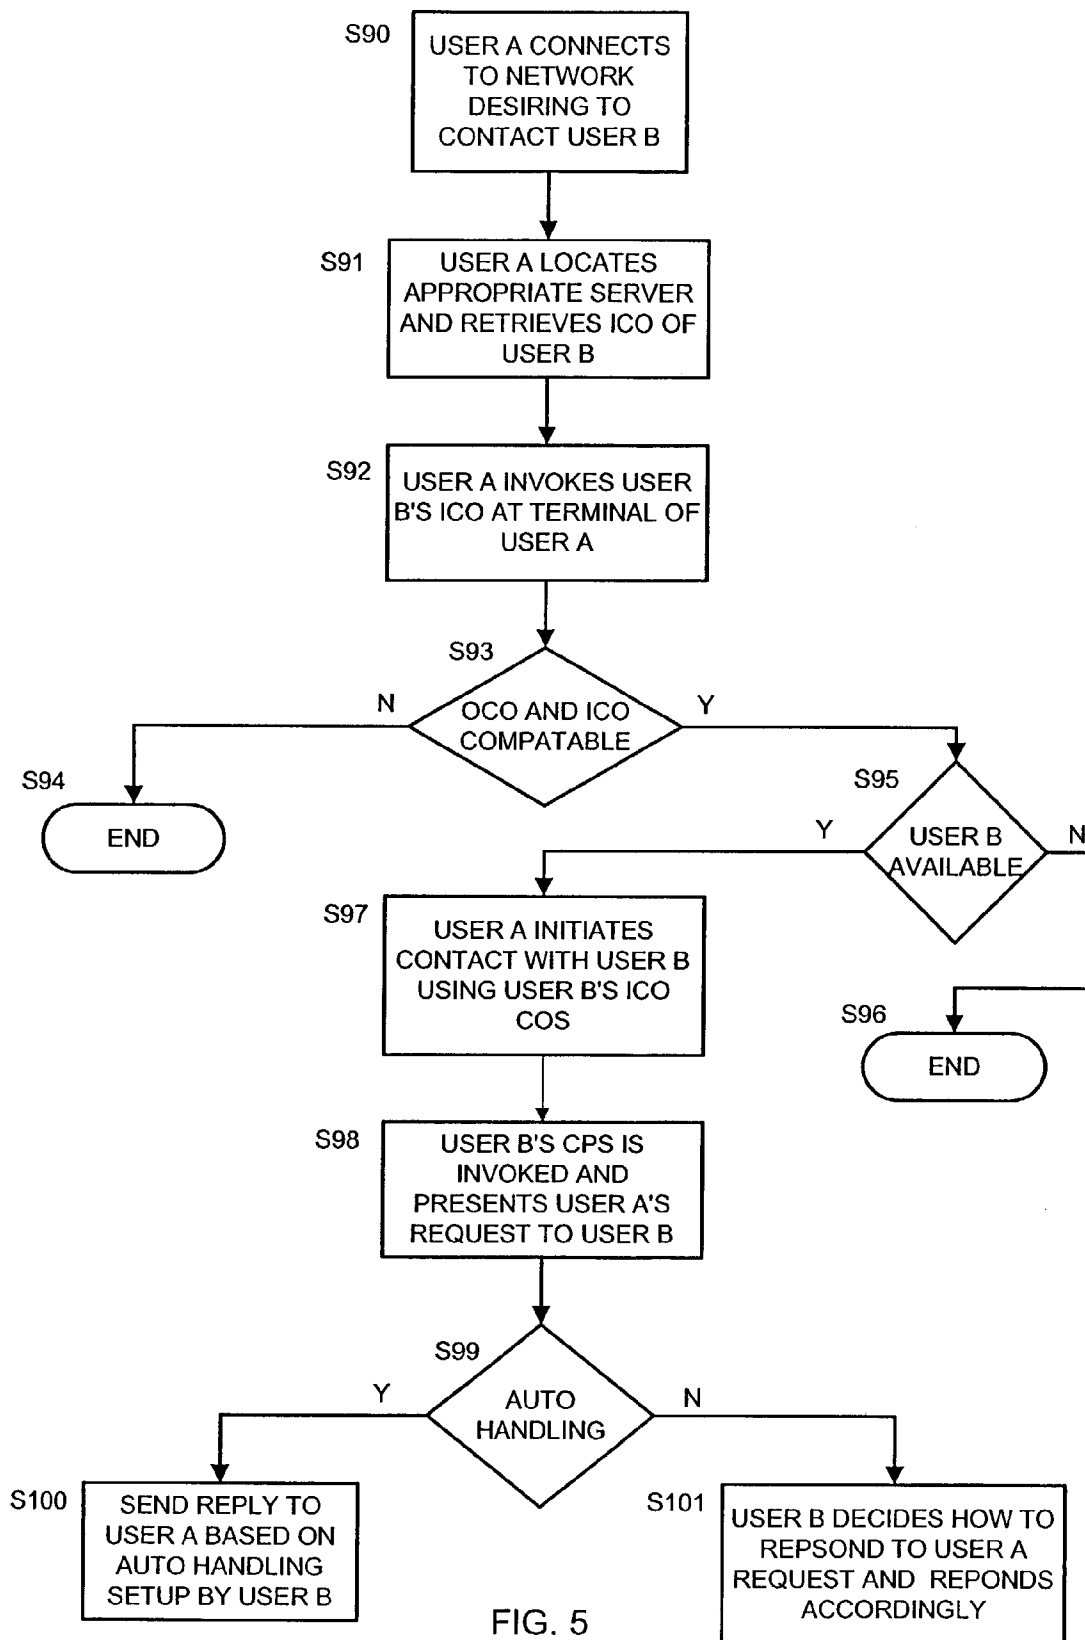 S90
USER A CONNECTS
TO NETWORK
DESIRING TO
CONTACT USER B
S91
USER A LOCATES
APPROPRIATE SERVER
AND RETRIEVES ICO OF
USER B
S92
USER A INVOKES USER
B'S ICO AT TERMINAL OF
USER A
S93
N
OCO AND ICO
COMPATABLE
Y
S94
END
S95
Y
USER B
AVAILABLE
N
S97
USER A INITIATES
CONTACT WITH USER B
USING USER B'S ICO
COS
S96
END
S98
USER B'S CPS IS
INVOKED AND
PRESENTS USER A'S
REQUEST TO USER B
S99
Y
AUTO
HANDLING
N
S100
SEND REPLY TO
USER A BASED ON
AUTO HANDLING
SETUP BY USER B
S101
USER B DECIDES HOW TO
REPSOND TO USER A
REQUEST AND REPONDS
ACCORDINGLY
FIG. 5